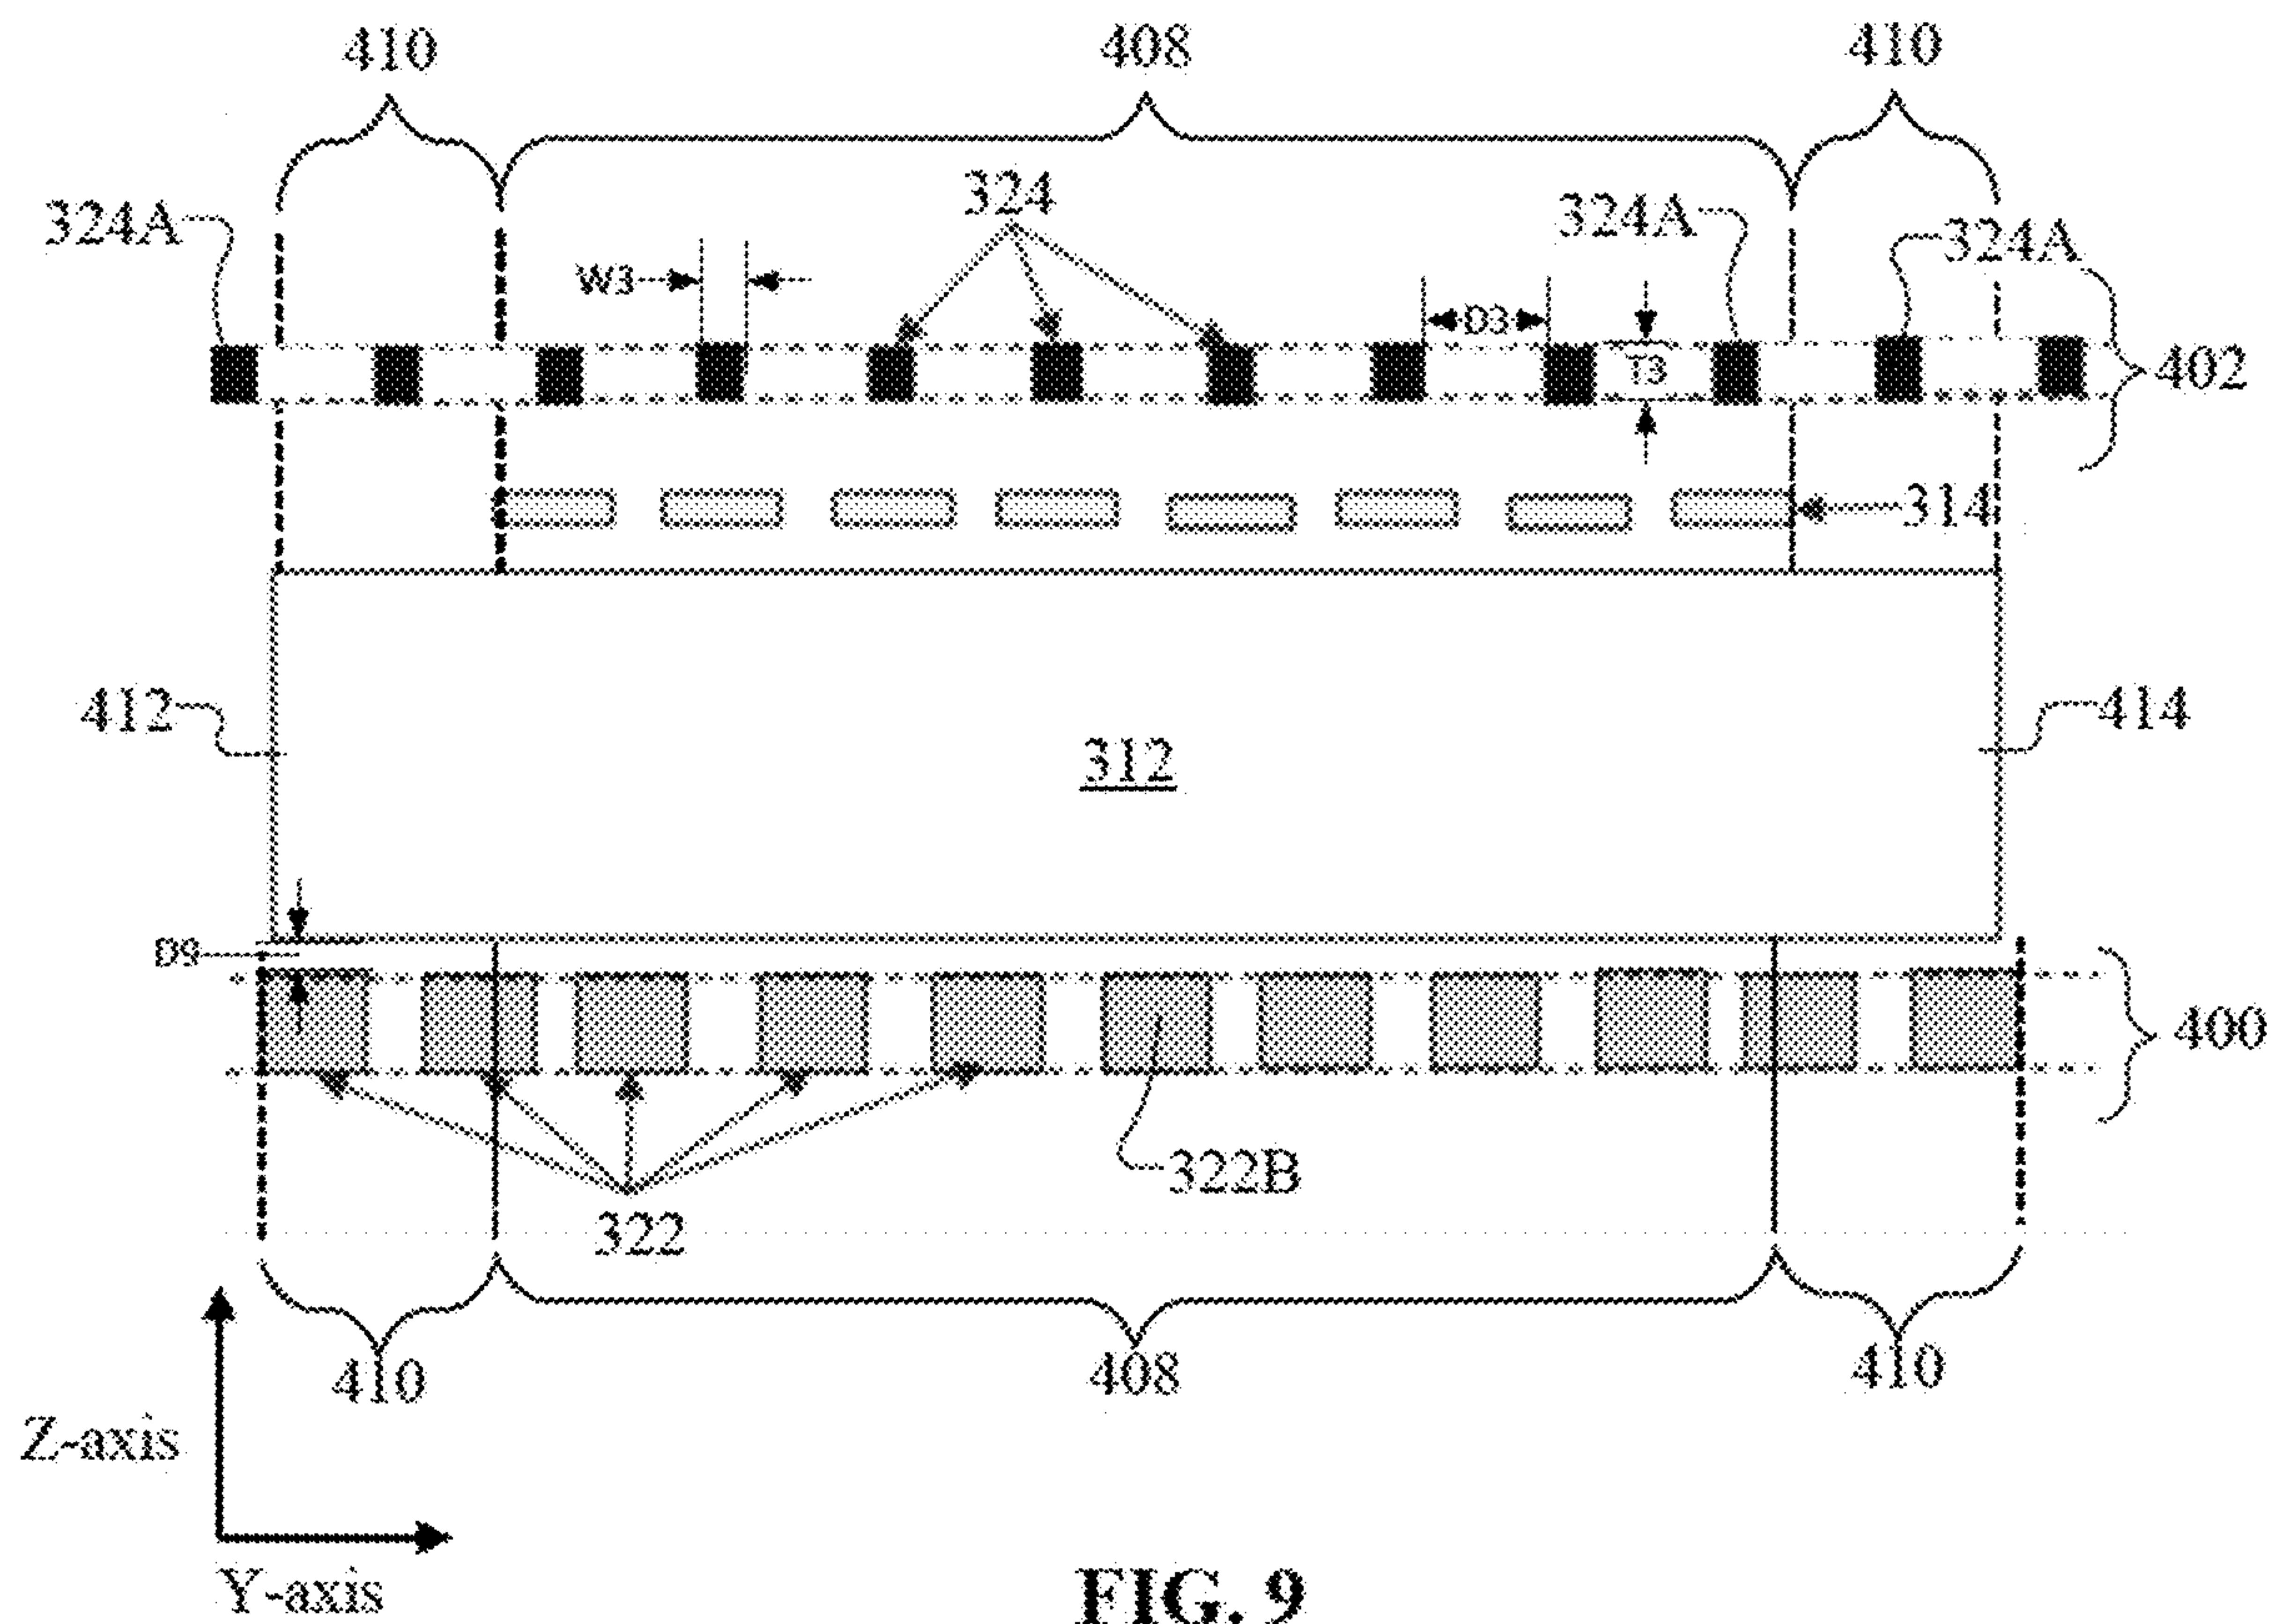 410 408 410
324A 324 324A 324A
W3 D3
T3 402
314
412 414
312
D9
400
322B
322
410 408 410
Z-axis
Y-axis
FIG. 9